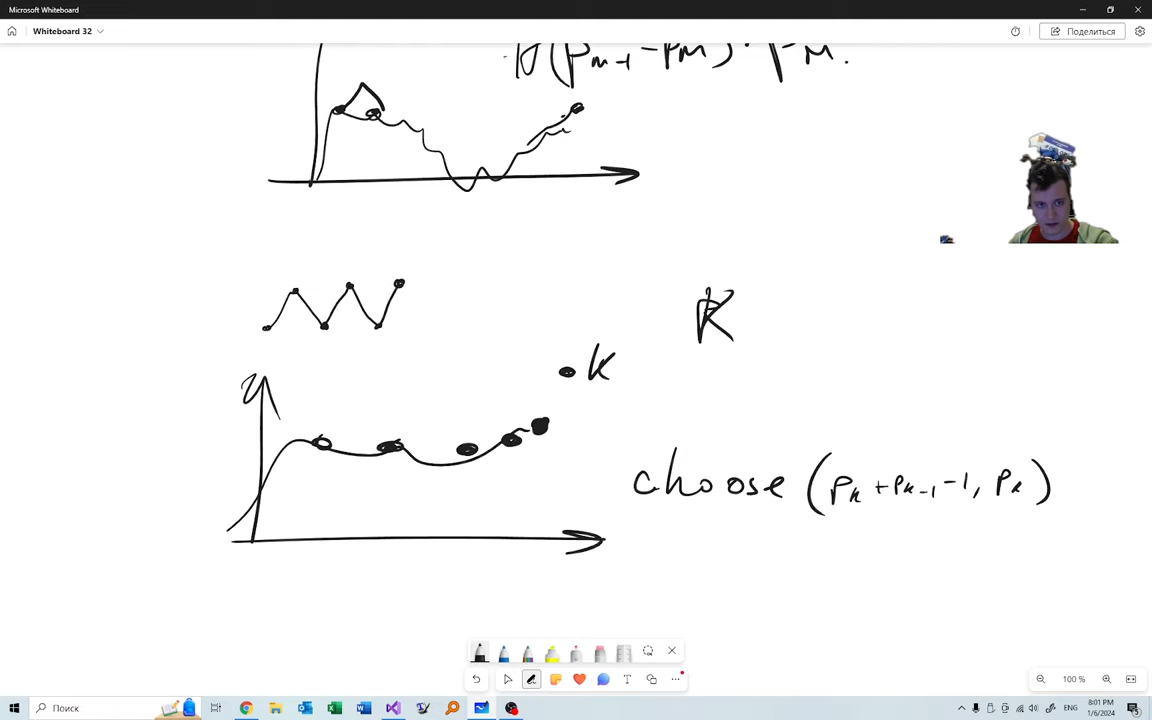 Microsoft Whiteboard
Whiteboard 32
Поделиться
k
K
choose (pk + pk-1 -1, pk)
100 %
Поиск
ENG
8:01 PM
1/6/2024
5